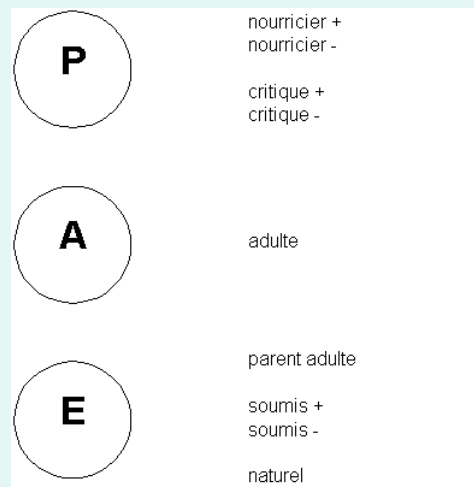 nourricier +
nourricier -
P
critique +
critique -
A
adulte
parent adulte
E
soumis +
soumis -
naturel